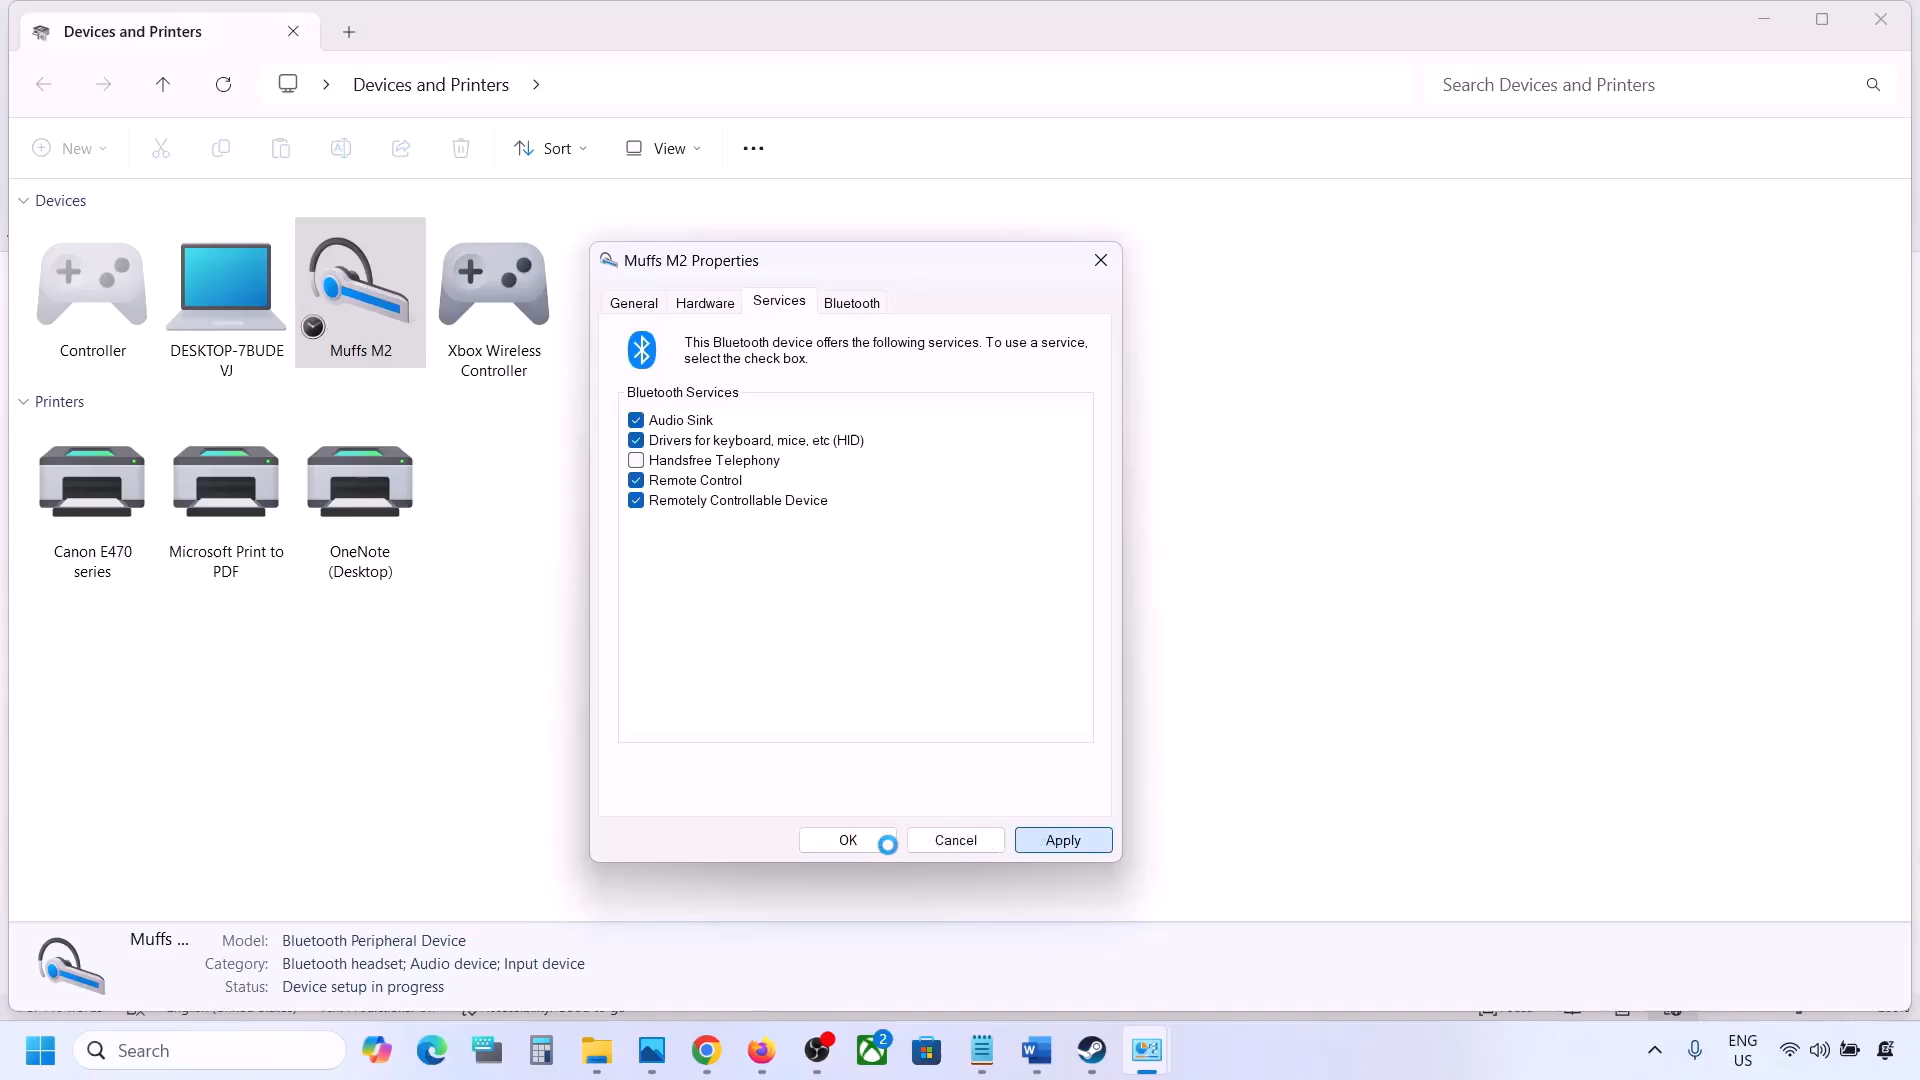 Devices and Printers
Devices and Printers
Search Devices and Printers
New
Sort
View
Devices
Controller
DESKTOP-7BUDE
VJ
Muffs M2
Xbox Wireless
Controller
Printers
Canon E470
series
Microsoft Print to
PDF
OneNote
(Desktop)
Muffs M2 Properties
General
Hardware
Services
Bluetooth
This Bluetooth device offers the following services. To use a service,
select the check box.
Bluetooth Services
Audio Sink
Drivers for keyboard, mice, etc (HID)
Handsfree Telephony
Remote Control
Remotely Controllable Device
OK
Cancel
Apply
Muffs ...
Model: Bluetooth Peripheral Device
Category: Bluetooth headset; Audio device; Input device
Status: Device setup in progress
Search
2
ENG
US